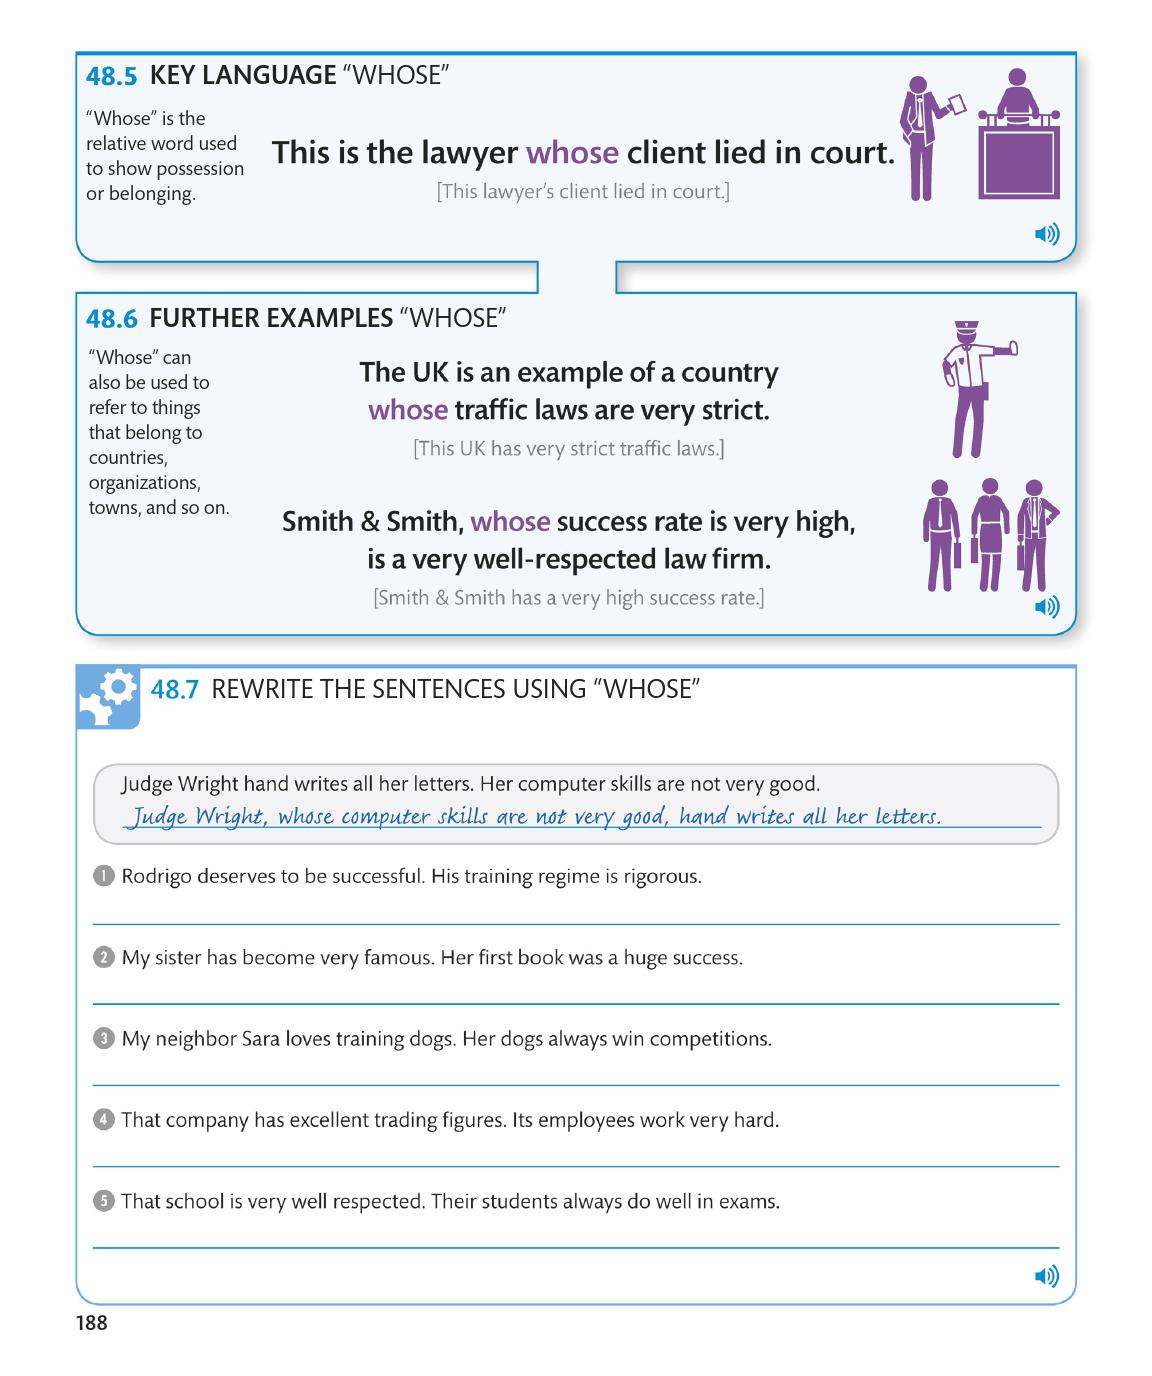 48.5 KEY LANGUAGE “WHOSE”
“Whose” is the
relative word used
to show possession
or belonging.
This is the lawyer whose client lied in court.
[This lawyer’s client lied in court.]
48.6 FURTHER EXAMPLES “WHOSE”
“Whose” can
also be used to
refer to things
that belong to
countries,
organizations,
towns, and so on.
The UK is an example of a country
whose traffic laws are very strict.
[This UK has very strict traffic laws.]
Smith & Smith, whose success rate is very high,
is a very well-respected law firm.
[Smith & Smith has a very high success rate.]
48.7 REWRITE THE SENTENCES USING “WHOSE”
Judge Wright hand writes all her letters. Her computer skills are not very good.
Judge Wright, whose computer skills are not very good, hand writes all her letters.
1 Rodrigo deserves to be successful. His training regime is rigorous.
2 My sister has become very famous. Her first book was a huge success.
3 My neighbor Sara loves training dogs. Her dogs always win competitions.
4 That company has excellent trading figures. Its employees work very hard.
5 That school is very well respected. Their students always do well in exams.
188